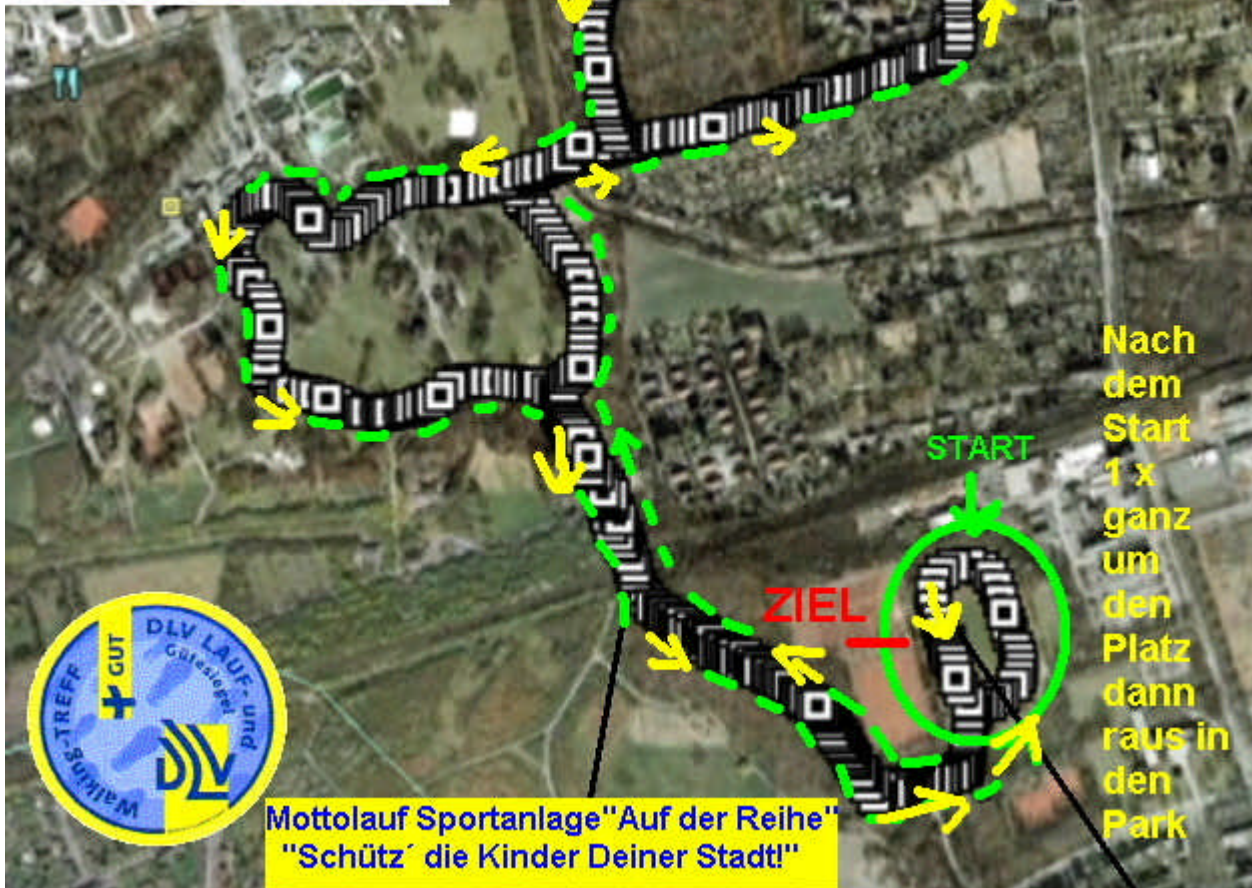 START
Nach
dem
Start
1 x
ganz
um
den
Platz
dann
raus in
den
Park
ZIEL
DLV LAUF- und
Walking-TREFF
Gütesiegel
GUT
DLV
Mottolauf Sportanlage"Auf der Reihe"
"Schütz´ die Kinder Deiner Stadt!"